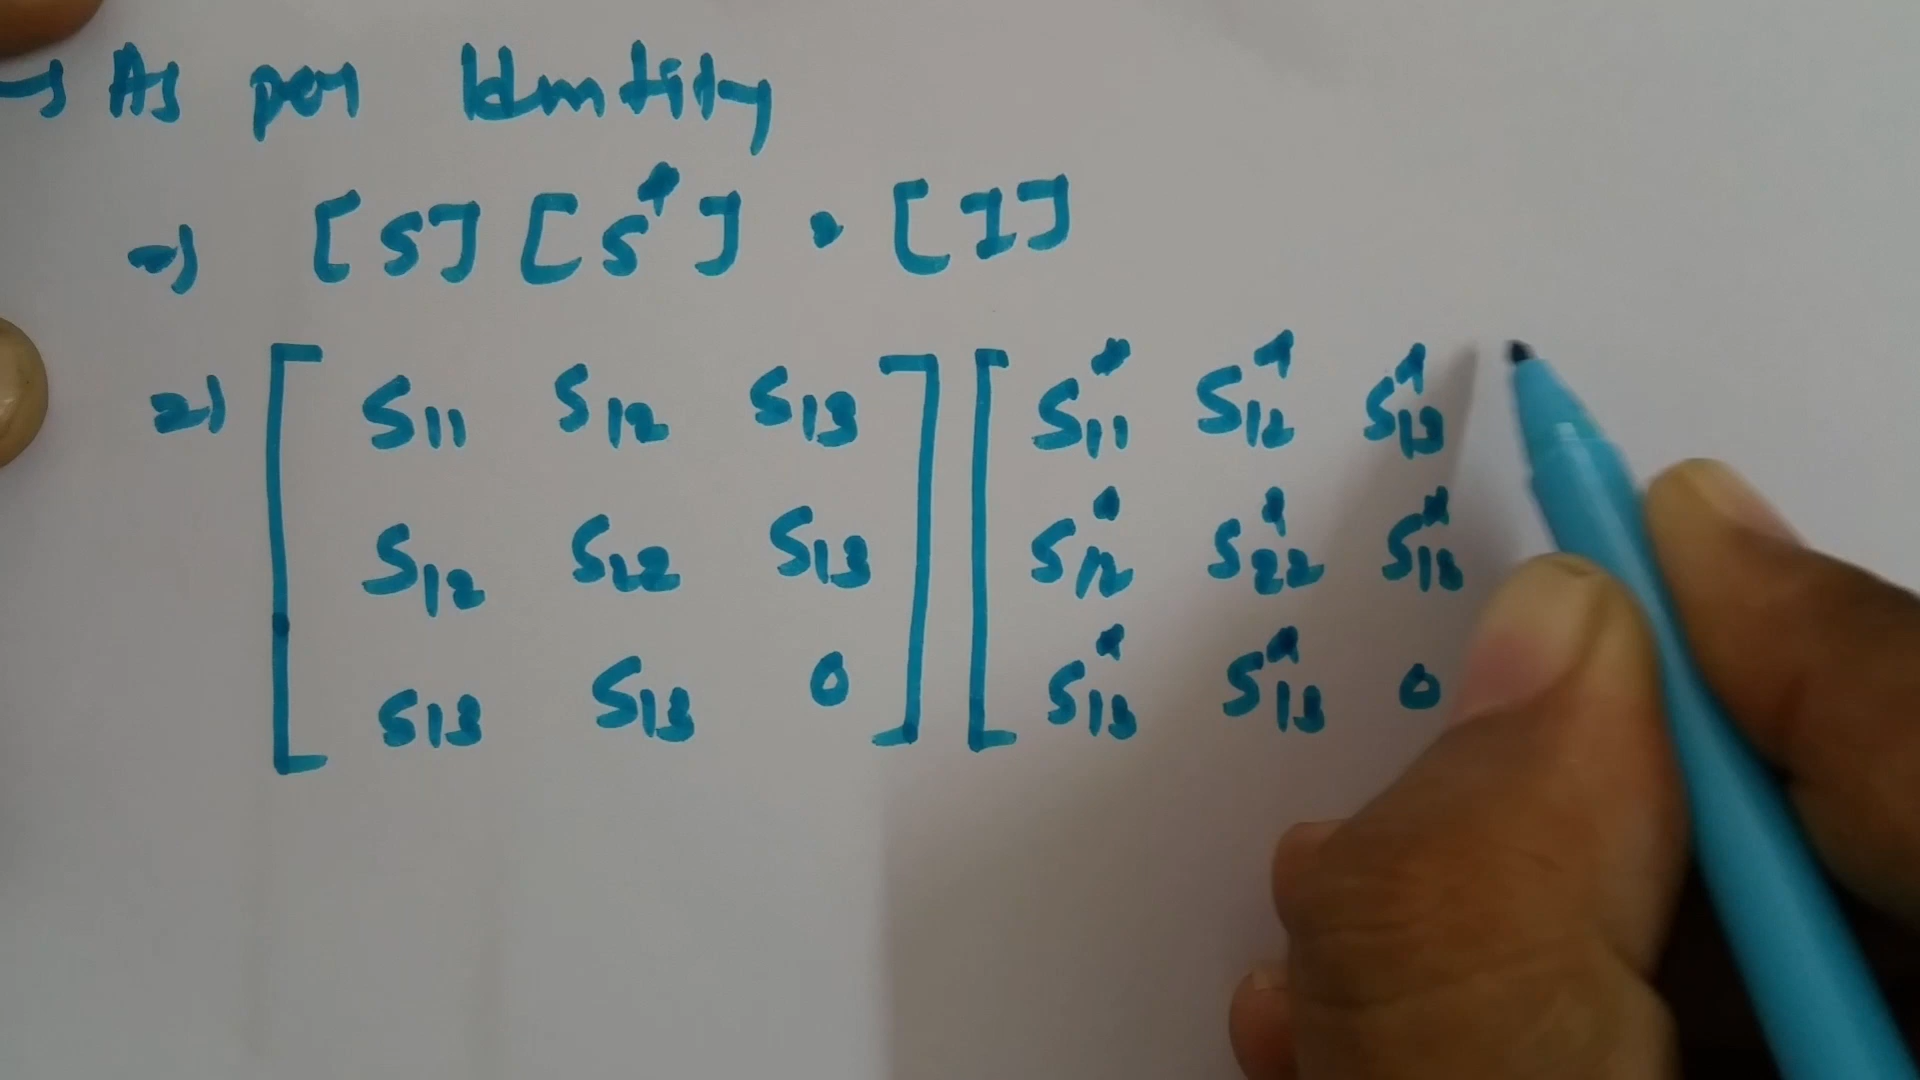 → As per Identity
⇒ [S] [S*] = [I]
⇒ [ S11 S12 S13 ] [ S11* S12* S13*
S12 S22 S13 S12* S22* S13*
S13 S13 0 S13* S13* 0